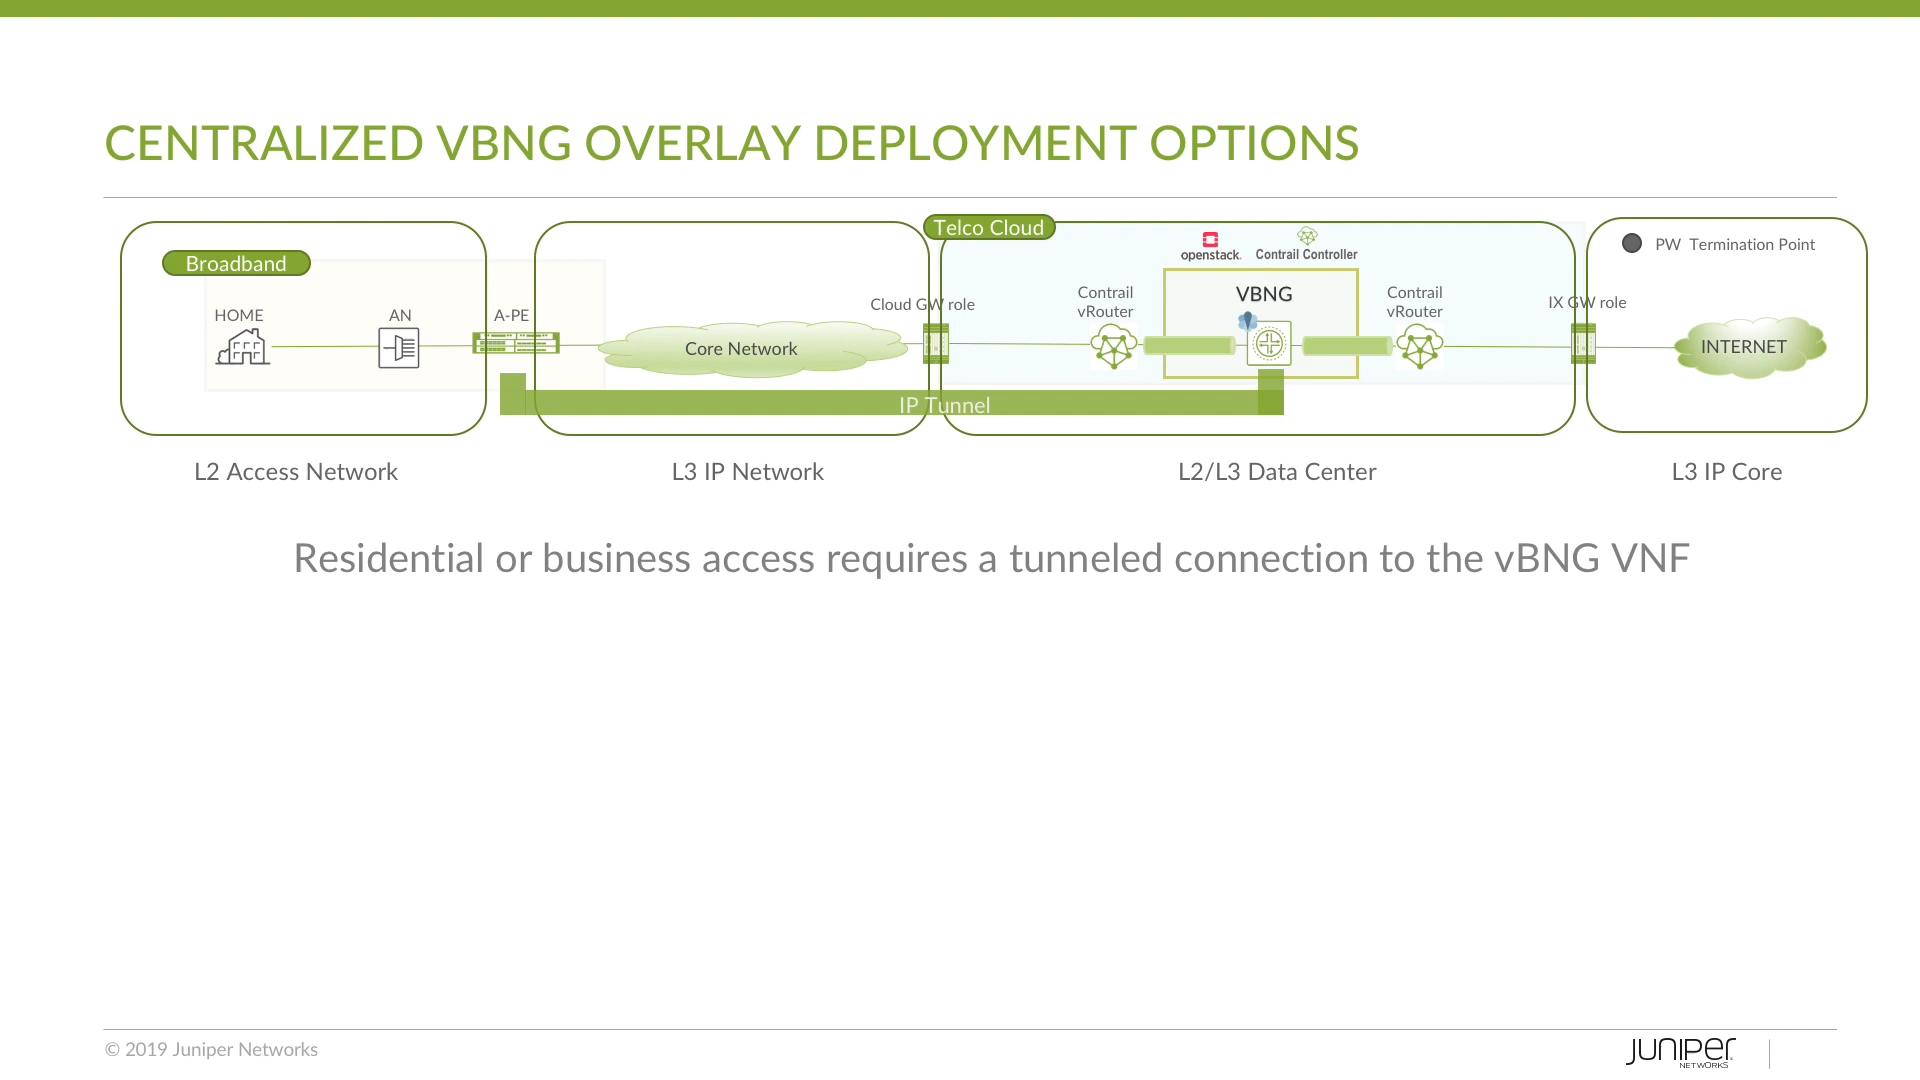 CENTRALIZED VBNG OVERLAY DEPLOYMENT OPTIONS
Telco Cloud
Broadband
openstack.
Contrail Controller
PW Termination Point
HOME
AN
A-PE
Core Network
Cloud GW role
Contrail
vRouter
VBNG
Contrail
vRouter
IX GW role
INTERNET
IP Tunnel
L2 Access Network
L3 IP Network
L2/L3 Data Center
L3 IP Core
Residential or business access requires a tunneled connection to the vBNG VNF
© 2019 Juniper Networks
JUNIPer
NETWORKS